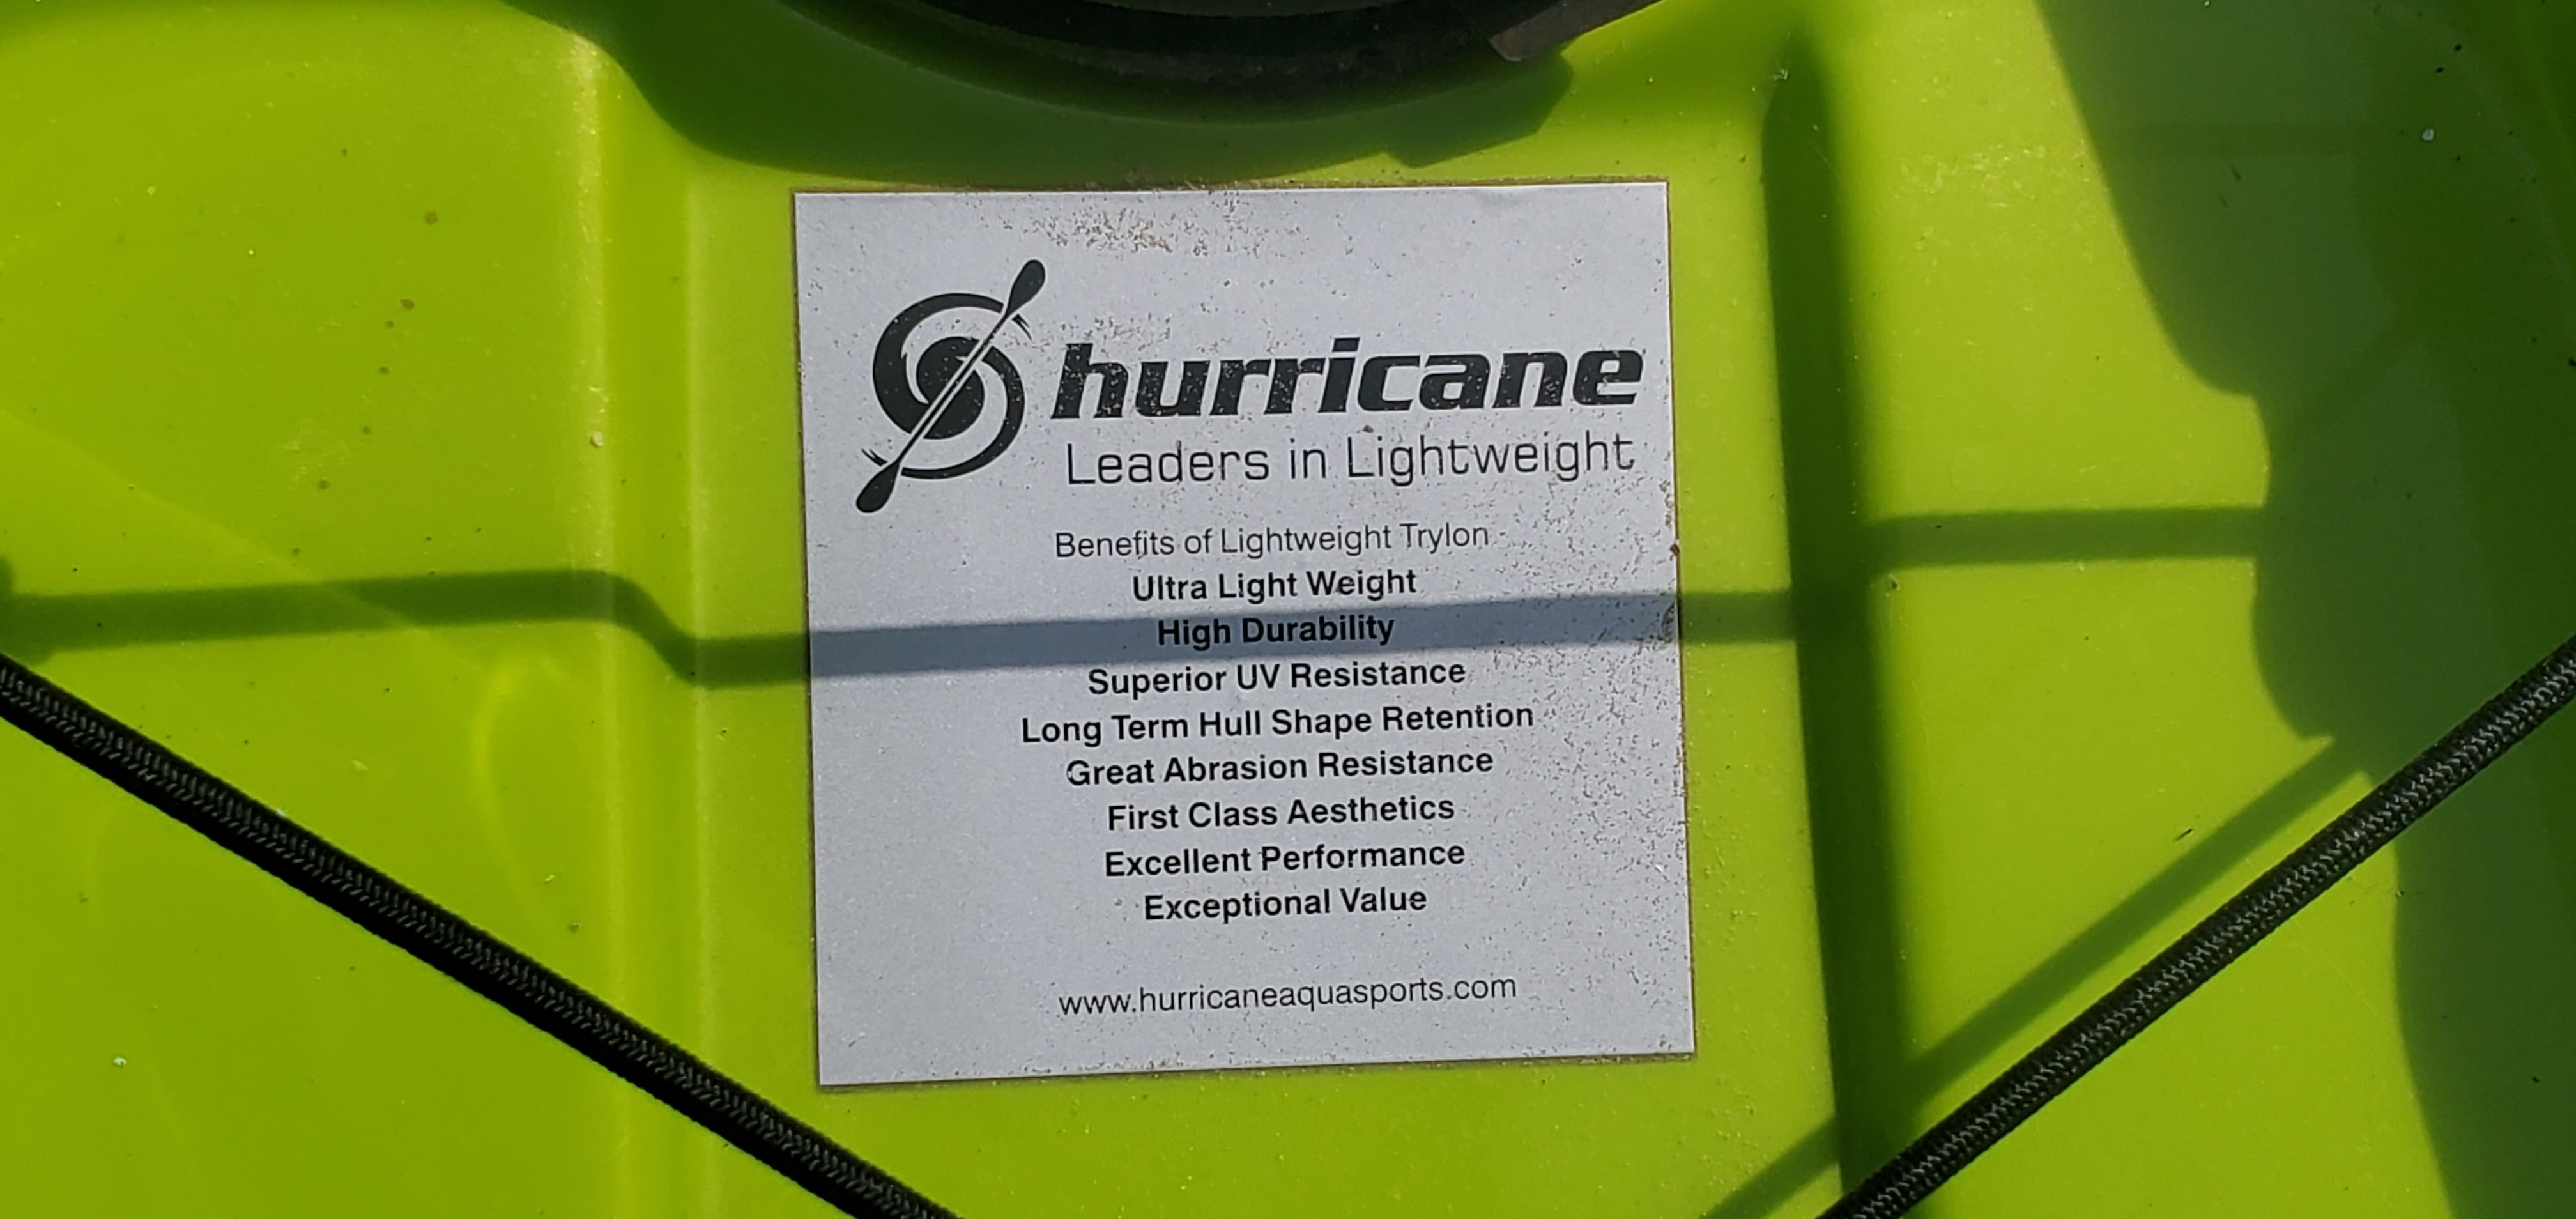 hurricane
Leaders in Lightweight
Benefits of Lightweight Trylon
Ultra Light Weight
High Durability
Superior UV Resistance
Long Term Hull Shape Retention
Great Abrasion Resistance
First Class Aesthetics
Excellent Performance
Exceptional Value
www.hurricaneaquasports.com